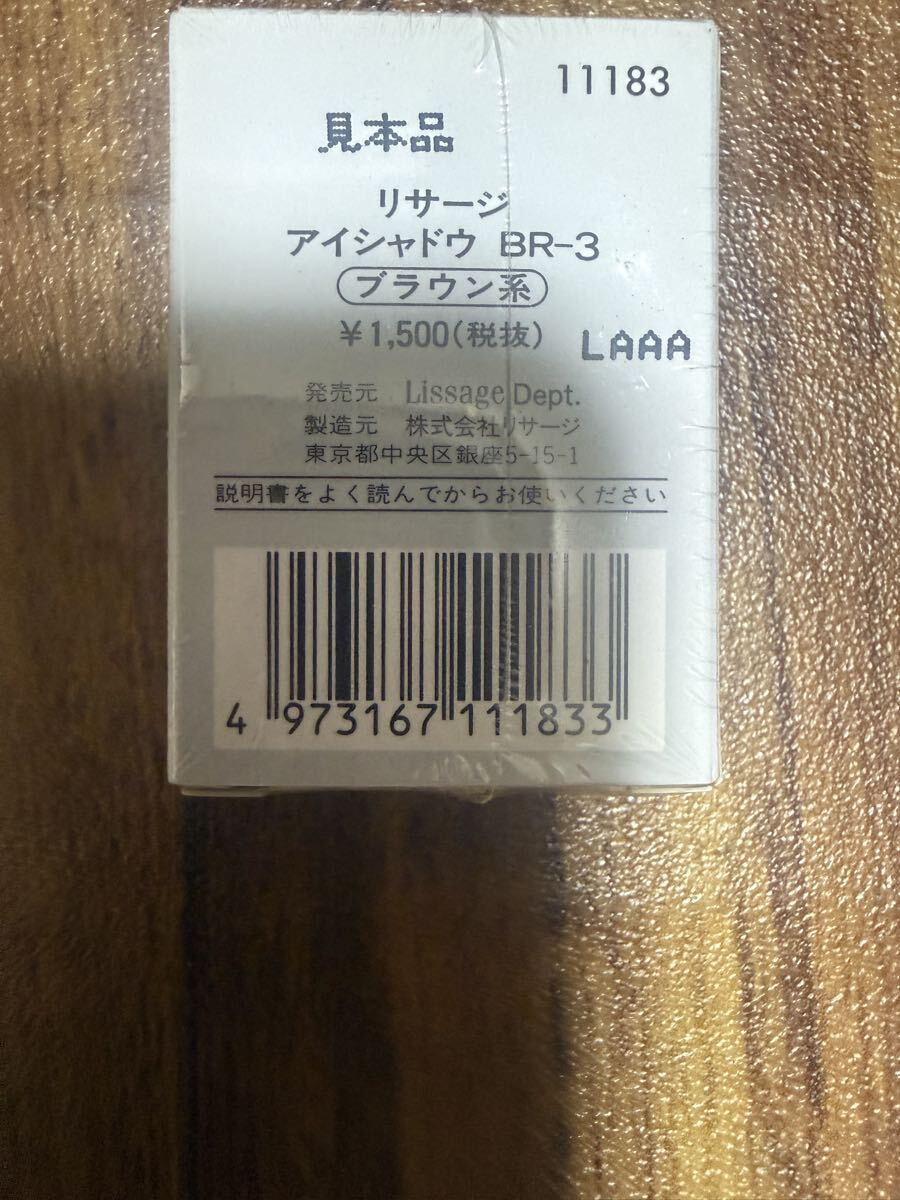 11183
見本品
リサージ
アイシャドウ BR-3
ブラウン系
¥1,500(税抜)
LAAA
発売元 Lissage Dept.
製造元 株式会社リサージ
東京都中央区銀座5-15-1
説明書をよく読んでからお使いください
4 973167 111833